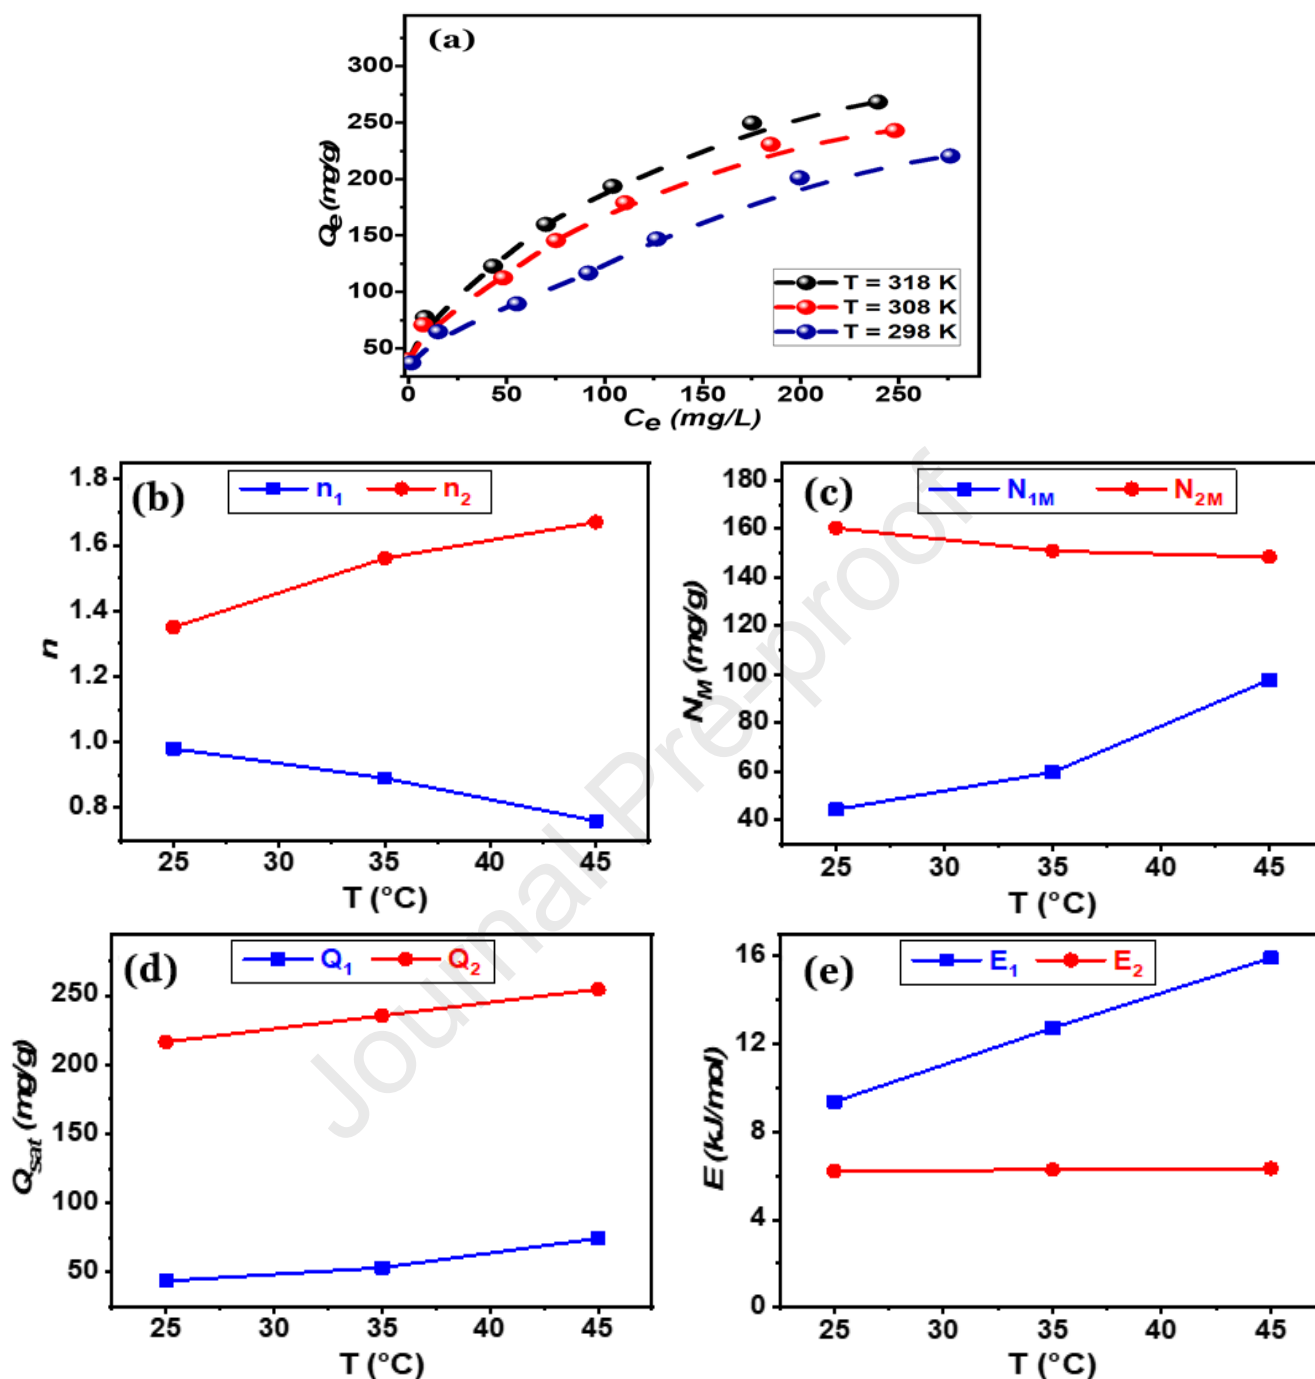 (a)
300
250
200
150
100
50
Qe (mg/g)
T = 318 K
T = 308 K
T = 298 K
0 50 100 150 200 250
Ce (mg/L)
(b)
n1 n2
1.8
1.6
1.4
1.2
1.0
0.8
n
25 30 35 40 45
T (°C)
(c)
N1M N2M
180
160
140
120
100
80
60
40
NM (mg/g)
25 30 35 40 45
T (°C)
(d)
Q1 Q2
250
200
150
100
50
Qsat (mg/g)
25 30 35 40 45
T (°C)
(e)
E1 E2
16
12
8
4
0
E (kJ/mol)
25 30 35 40 45
T (°C)
Journal Pre-proof